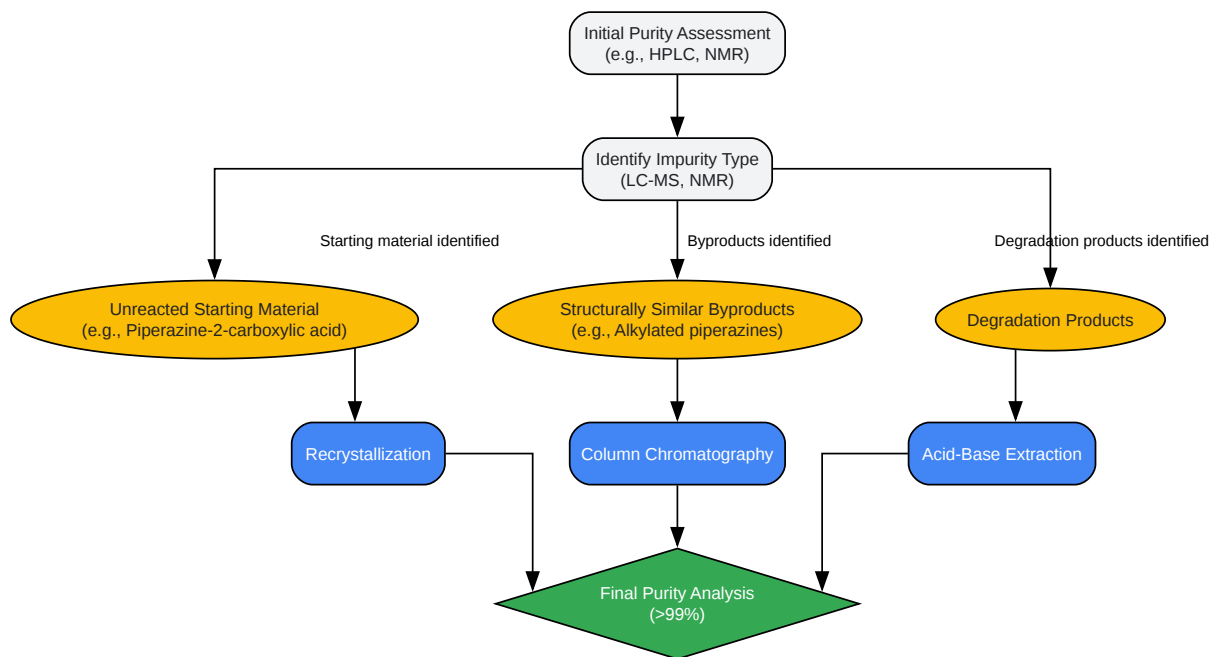 Initial Purity Assessment
(e.g., HPLC, NMR)
Identify Impurity Type
(LC-MS, NMR)
Starting material identified
Byproducts identified
Degradation products identified
Unreacted Starting Material
(e.g., Piperazine-2-carboxylic acid)
Structurally Similar Byproducts
(e.g., Alkylated piperazines)
Degradation Products
Recrystallization
Column Chromatography
Acid-Base Extraction
Final Purity Analysis
(>99%)